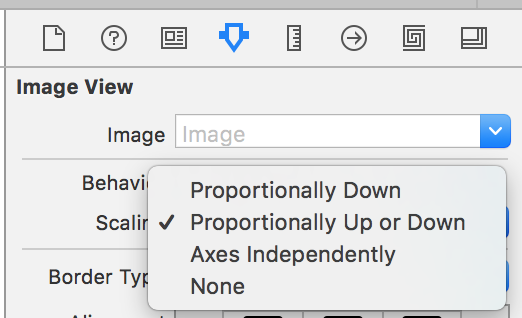 Image View
Image
Image
Behavi
Proportionally Down
Scalin
Proportionally Up or Down
Axes Independently
Border Typ
None